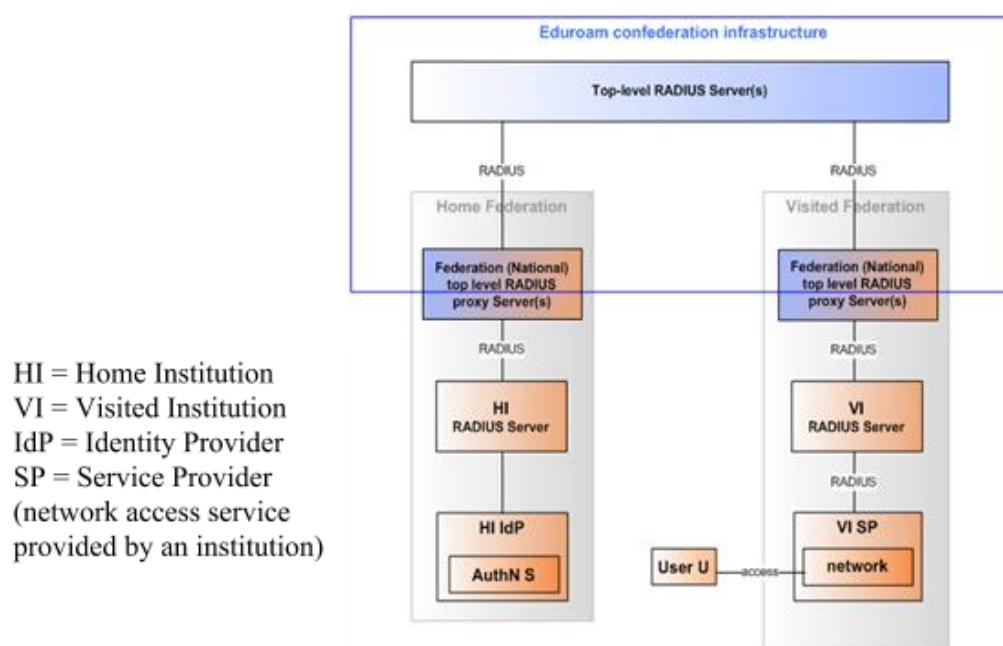 Eduroam confederation infrastructure
Top-level RADIUS Server(s)
RADIUS
RADIUS
Home Federation
Visited Federation
Federation (National)
top level RADIUS
proxy Server(s)
Federation (National)
top level RADIUS
proxy Server(s)
RADIUS
RADIUS
HI
RADIUS Server
VI
RADIUS Server
RADIUS
HI IdP
AuthN S
VI SP
network
User U
access
HI = Home Institution
VI = Visited Institution
IdP = Identity Provider
SP = Service Provider
(network access service
provided by an institution)